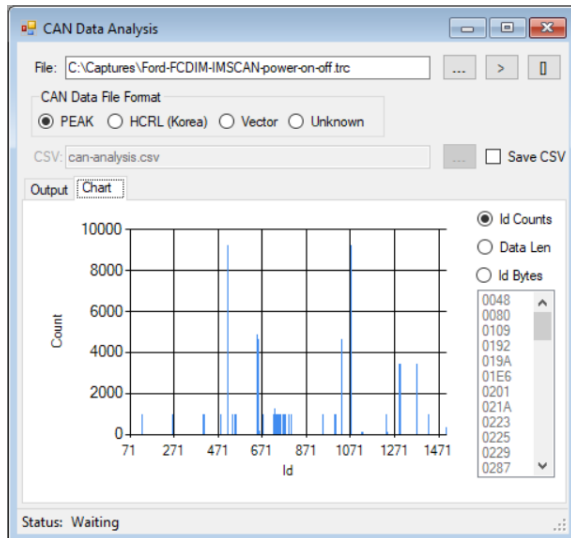 CAN Data Analysis
File: C:\Captures\Ford-FCDIM-IMSCAN-power-on-off.trc ... > []
CAN Data File Format
PEAK HCRL (Korea) Vector Unknown
CSV: can-analysis.csv ... Save CSV
Output Chart
10000
8000
6000
4000
2000
0
Count
71 271 471 671 871 1071 1271 1471
Id
Id Counts
Data Len
Id Bytes
0048
0080
0109
0192
019A
01E6
0201
021A
0223
0225
0229
0287
Status: Waiting